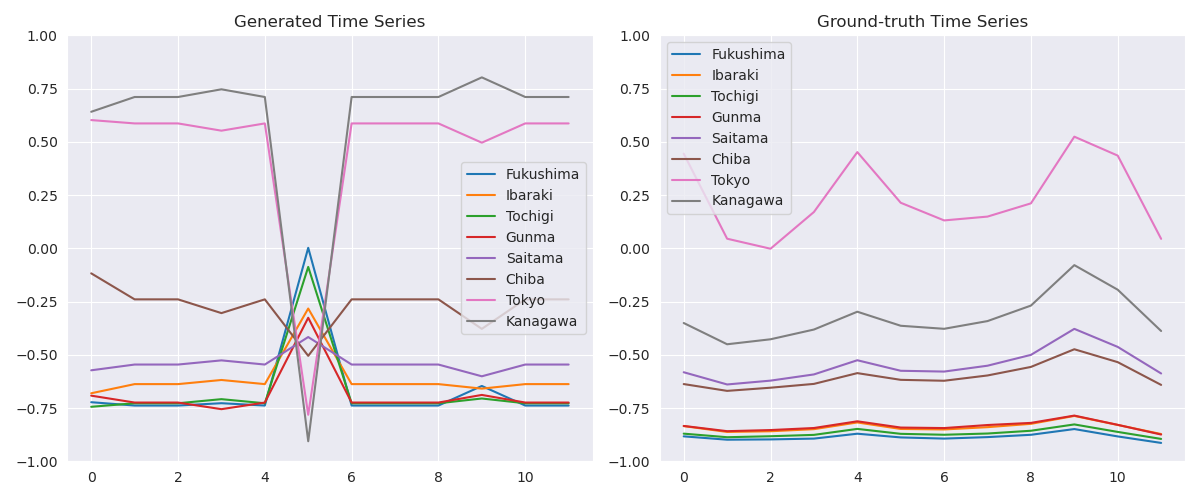 Generated Time Series
1.00
0.75
0.50
0.25
0.00
−0.25
−0.50
−0.75
−1.00
0 2 4 6 8 10
Fukushima
Ibaraki
Tochigi
Gunma
Saitama
Chiba
Tokyo
Kanagawa
Ground-truth Time Series
1.00
0.75
0.50
0.25
0.00
−0.25
−0.50
−0.75
−1.00
0 2 4 6 8 10
Fukushima
Ibaraki
Tochigi
Gunma
Saitama
Chiba
Tokyo
Kanagawa